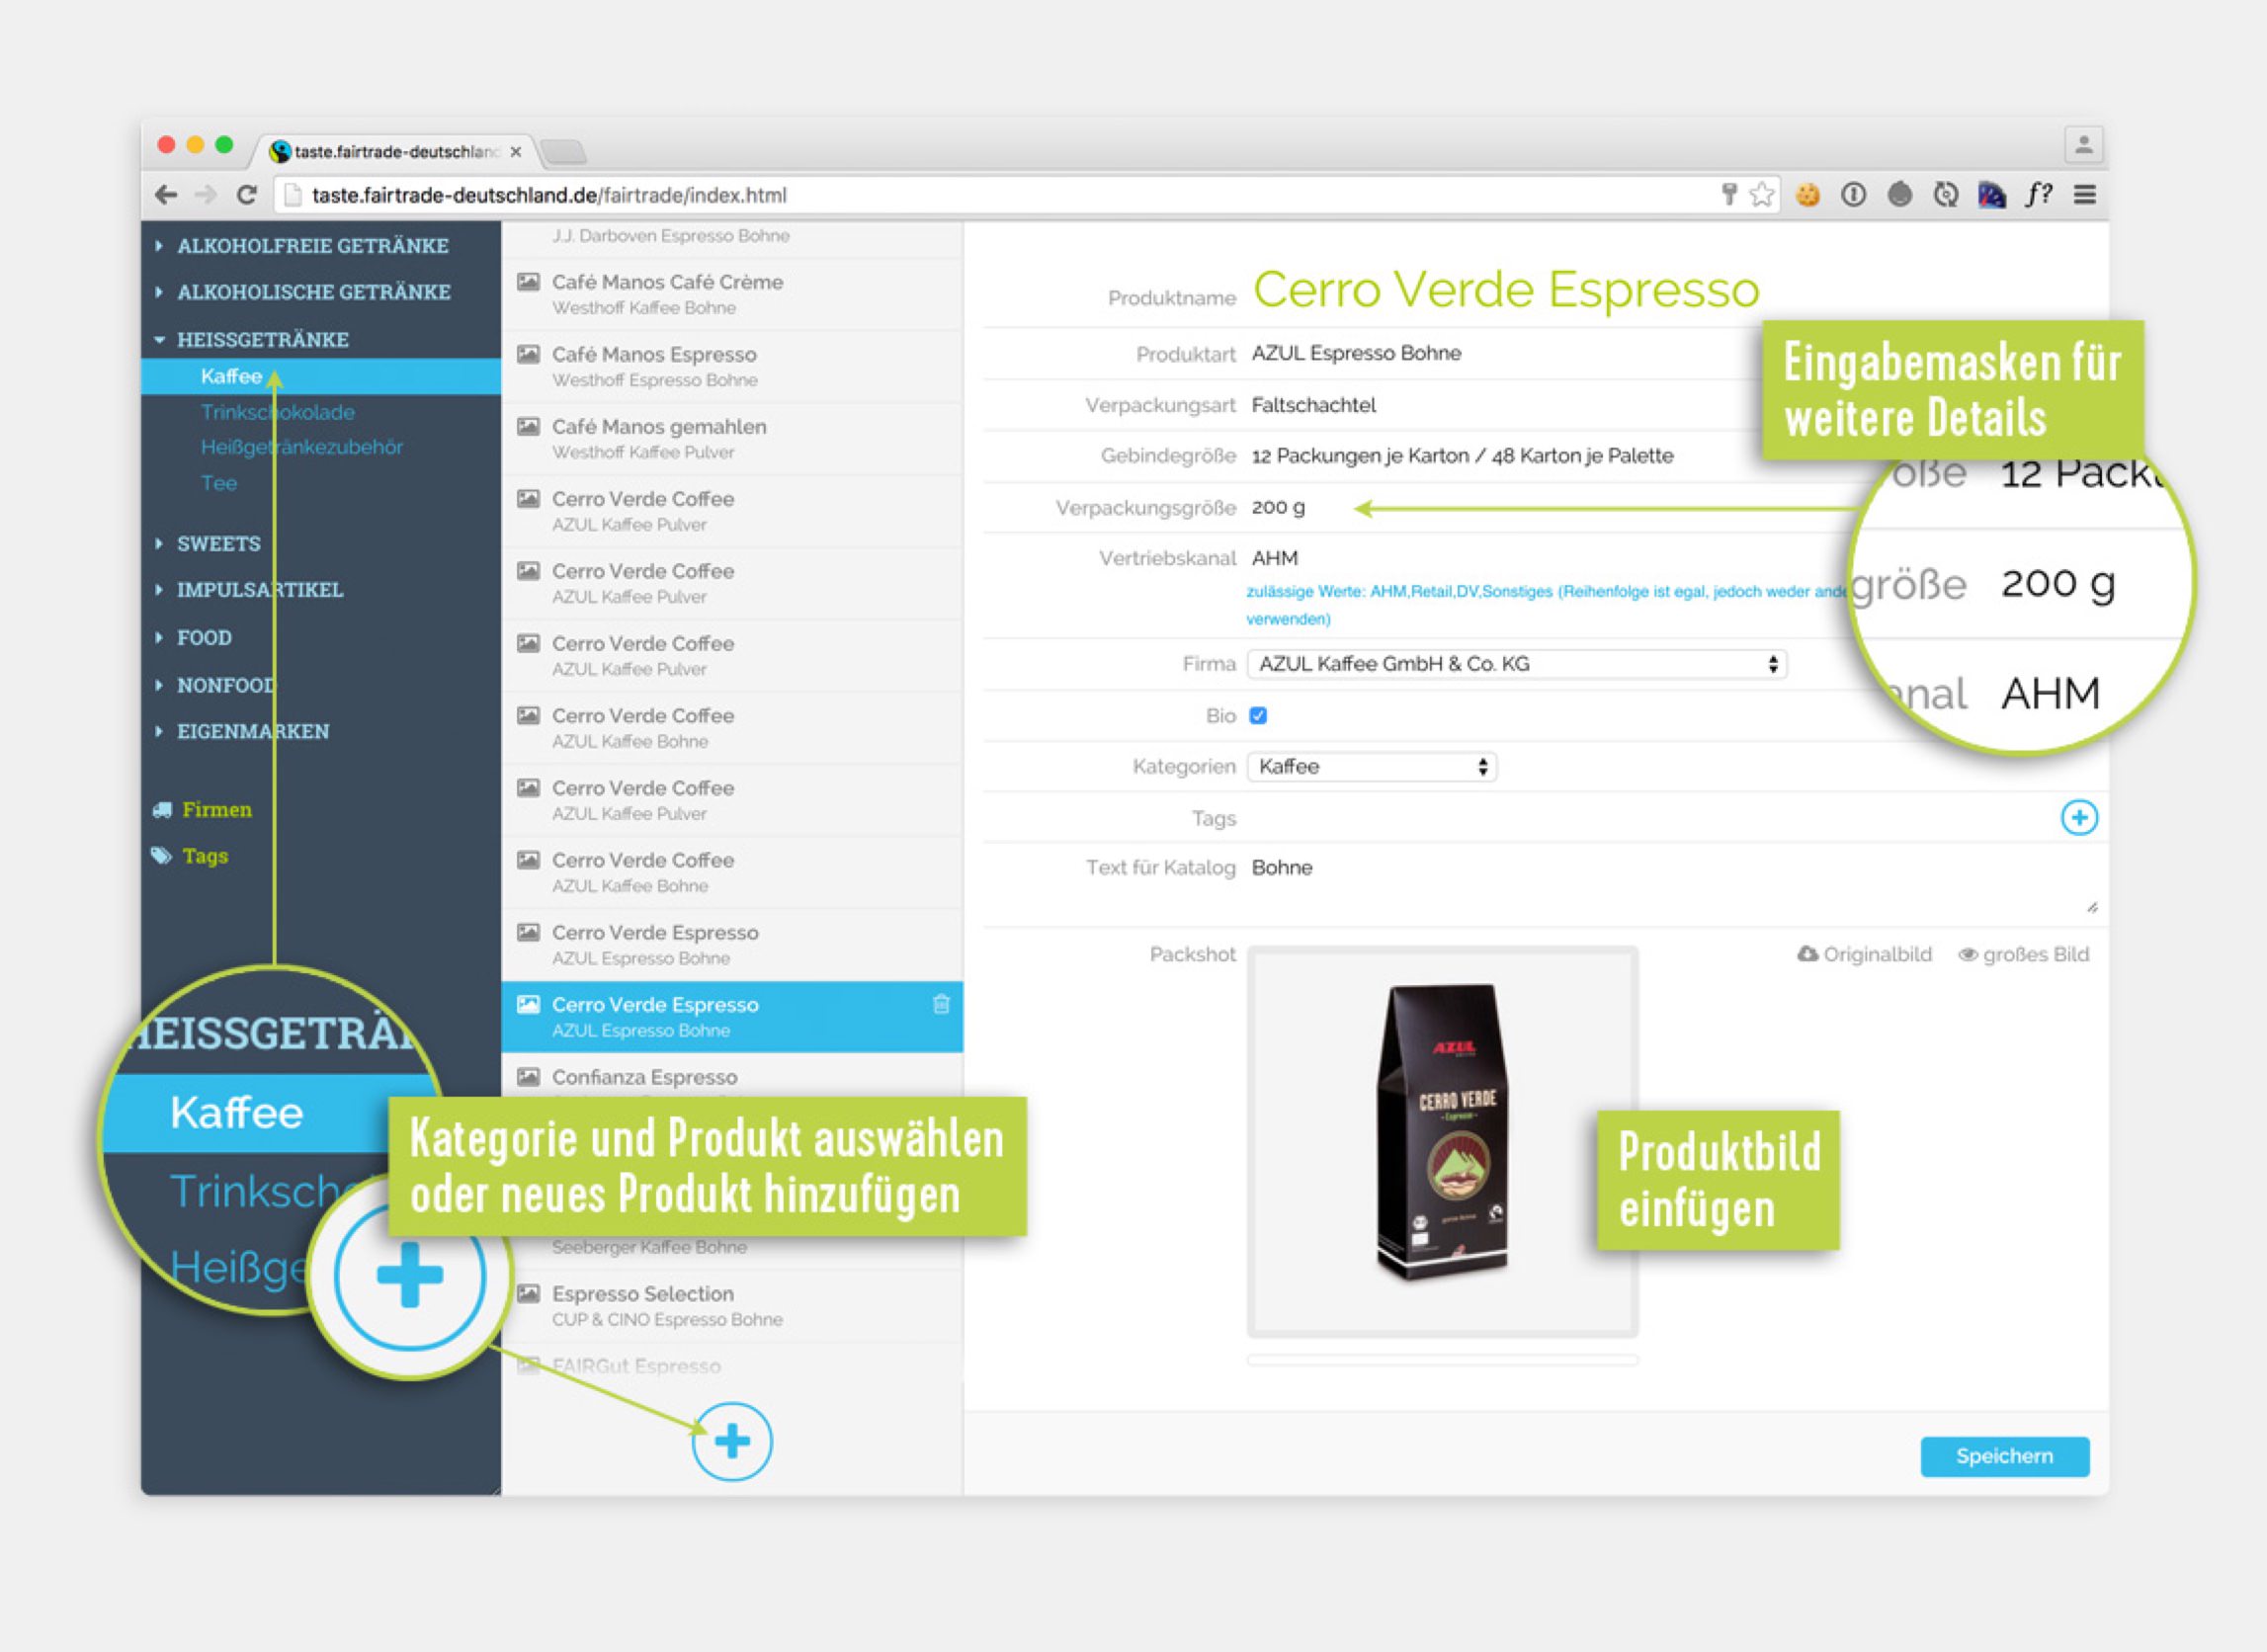 taste.fairtrade-deutschlan
taste.fairtrade-deutschland.de/fairtrade/index.html
f?
ALKOHOLFREIE GETRÄNKE
ALKOHOLISCHE GETRÄNKE
HEISSGETRÄNKE
Kaffee
Trinkschokolade
Heißgetränkezubehör
Tee
SWEETS
IMPULSARTIKEL
FOOD
NONFOOD
EIGENMARKEN
Firmen
Tags
HEISSGETRÄ
Kaffee
Trinksch
Heißge
Kategorie und Produkt auswählen
oder neues Produkt hinzufügen
J.J. Darboven Espresso Bohne
Café Manos Café Crème
Westhoff Kaffee Bohne
Café Manos Espresso
Westhoff Espresso Bohne
Café Manos gemahlen
Westhoff Kaffee Pulver
Cerro Verde Coffee
AZUL Kaffee Pulver
Cerro Verde Coffee
AZUL Kaffee Pulver
Cerro Verde Coffee
AZUL Kaffee Pulver
Cerro Verde Coffee
AZUL Kaffee Bohne
Cerro Verde Coffee
AZUL Kaffee Pulver
Cerro Verde Coffee
AZUL Kaffee Bohne
Cerro Verde Espresso
AZUL Espresso Bohne
Cerro Verde Espresso
AZUL Espresso Bohne
Confianza Espresso
Seeberger Kaffee Bohne
Espresso Selection
CUP & CINO Espresso Bohne
FAIRGut Espresso
Produktname Cerro Verde Espresso
Produktart AZUL Espresso Bohne
Verpackungsart Faltschachtel
Gebindegröße 12 Packungen je Karton / 48 Karton je Palette
Verpackungsgröße 200 g
Vertriebskanal AHM
zulässige Werte: AHM,Retail,DV,Sonstiges (Reihenfolge ist egal, jedoch weder ande
verwenden)
Firma AZUL Kaffee GmbH & Co. KG
Bio
Kategorien Kaffee
Tags
Text für Katalog Bohne
Packshot
Originalbild großes Bild
Eingabemasken für
weitere Details
öße 12 Pack
größe 200 g
anal AHM
AZUL
CERRO VERDE
Espresso
Produktbild
einfügen
Speichern